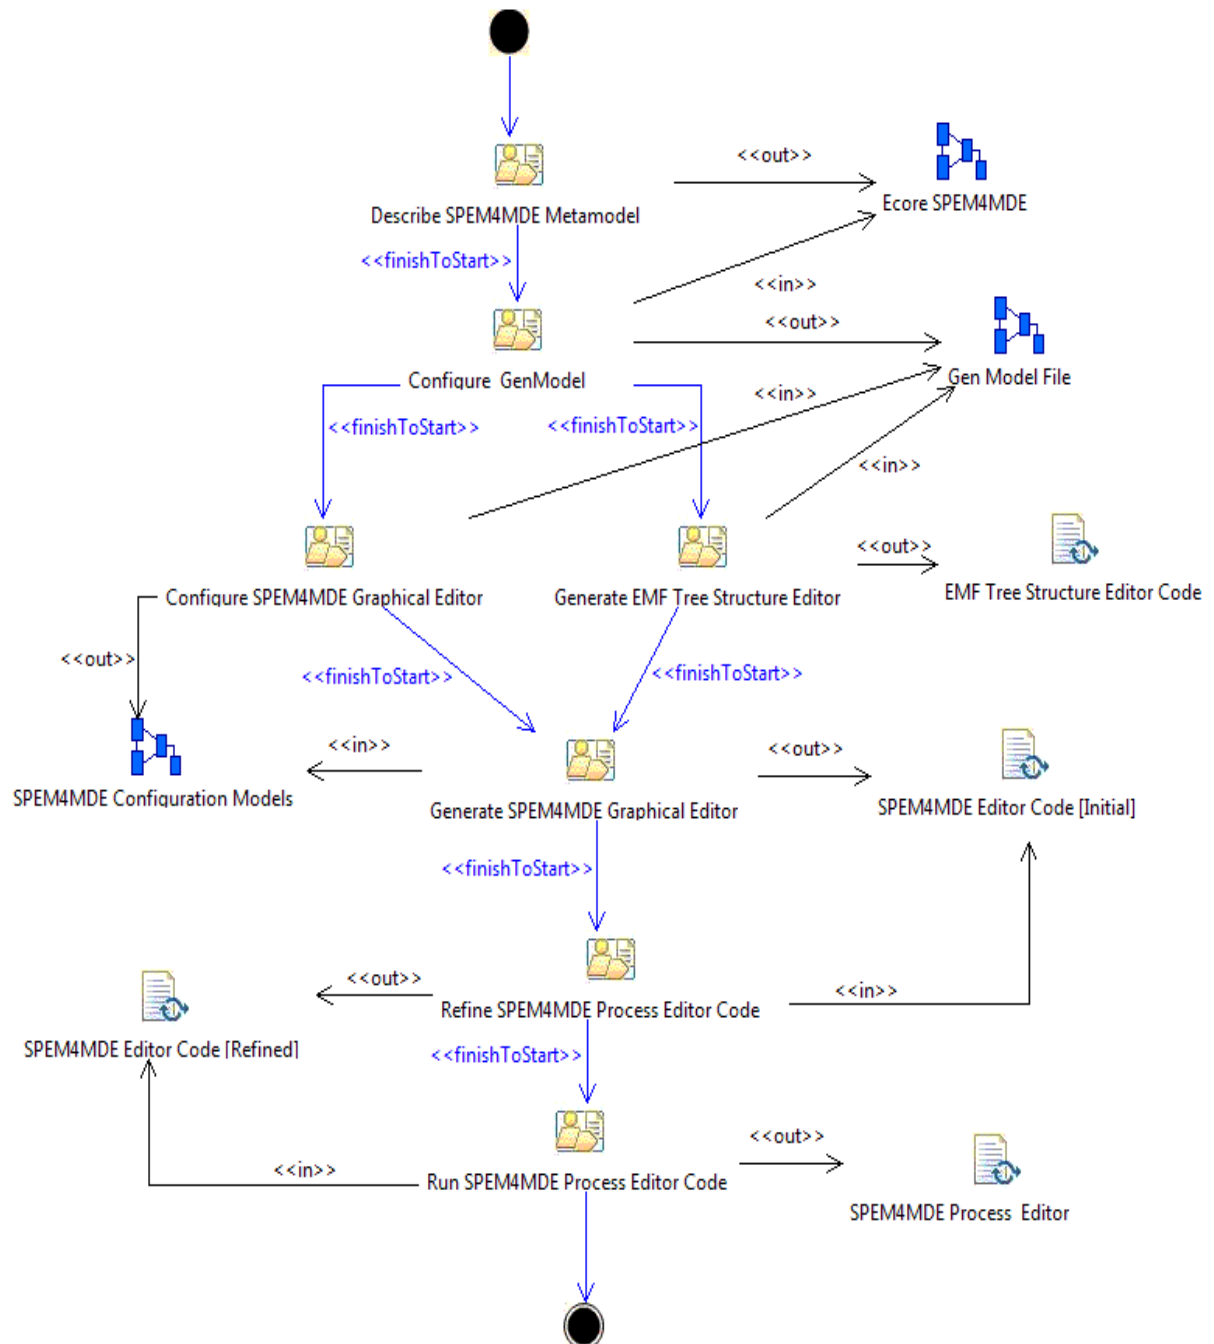 <<out>>
Ecore SPEM4MDE
Describe SPEM4MDE Metamodel
<<finishToStart>>
<<in>>
<<out>>
Configure GenModel
Gen Model File
<<in>>
<<finishToStart>>
<<finishToStart>>
<<in>>
<<out>>
Configure SPEM4MDE Graphical Editor
Generate EMF Tree Structure Editor
EMF Tree Structure Editor Code
<<out>>
<<finishToStart>>
<<finishToStart>>
<<in>>
<<out>>
SPEM4MDE Configuration Models
Generate SPEM4MDE Graphical Editor
SPEM4MDE Editor Code [Initial]
<<finishToStart>>
<<out>>
<<in>>
Refine SPEM4MDE Process Editor Code
SPEM4MDE Editor Code [Refined]
<<finishToStart>>
<<out>>
<<in>>
Run SPEM4MDE Process Editor Code
SPEM4MDE Process Editor